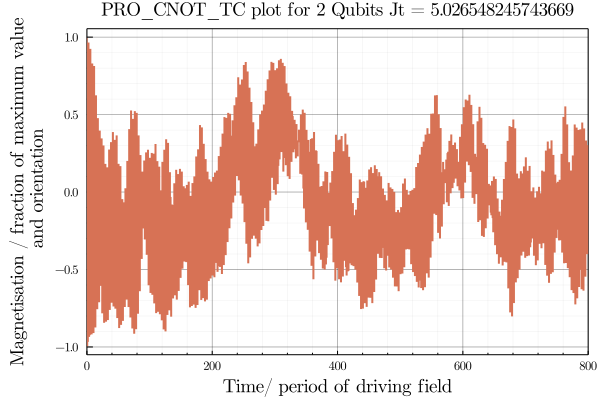 PRO_CNOT_TC plot for 2 Qubits Jt = 5.026548245743669
Magnetisation / fraction of maximum value
and orientation
1.0
0.5
0.0
−0.5
−1.0
0 200 400 600 800
Time/ period of driving field